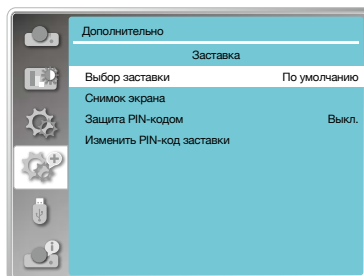 Дополнительно
Заставка
Выбор заставки По умолчанию
Снимок экрана
Защита PIN-кодом Выкл.
Изменить PIN-код заставки